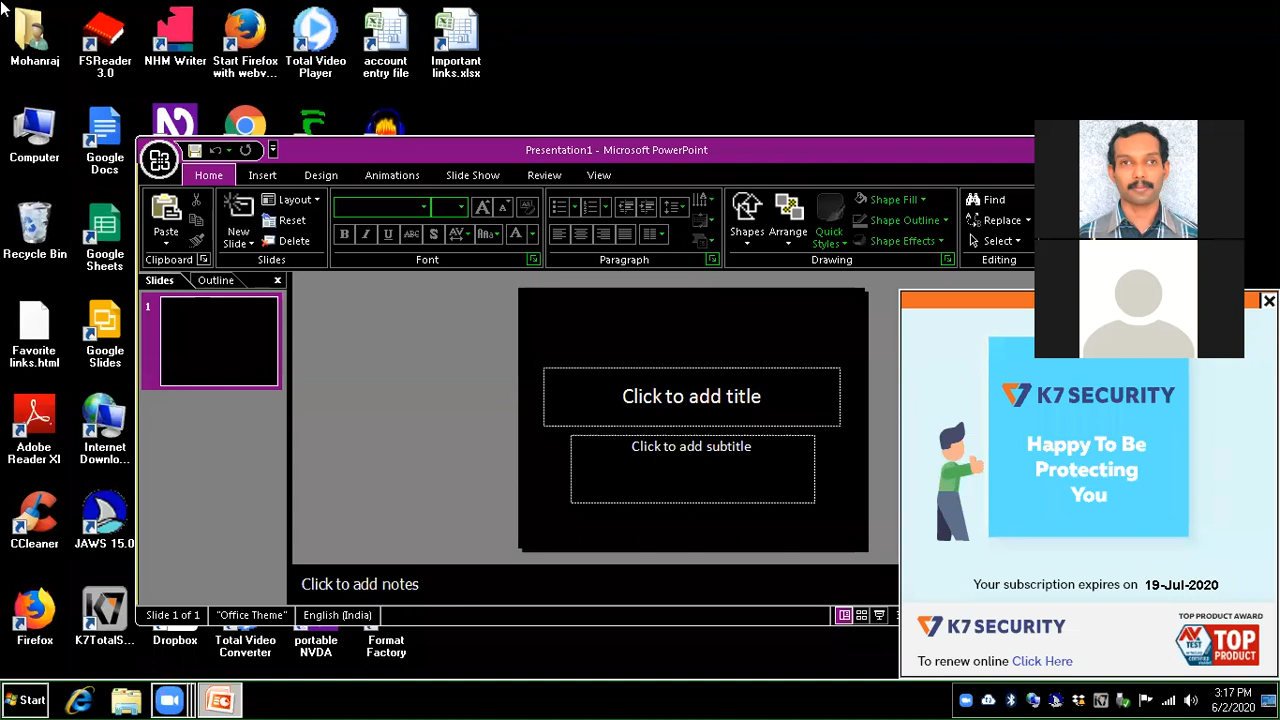 Mohanraj
FSReader
3.0
NHM Writer
Start Firefox
with webv...
Total Video
Player
account
entry file
Important
links.xlsx
Computer
Google
Docs
Recycle Bin
Google
Sheets
Favorite
links.html
Google
Slides
Adobe
Reader XI
Internet
Downlo...
CCleaner
JAWS 15.0
Firefox
K7TotalS...
Dropbox
Total Video
Converter
portable
NVDA
Format
Factory
Presentation1 - Microsoft PowerPoint
Home
Insert
Design
Animations
Slide Show
Review
View
Paste
Clipboard
New
Slide
Layout
Reset
Delete
Slides
B I U abc S AV Aa A
Font
Paragraph
Shapes
Arrange
Quick
Styles
Shape Fill
Shape Outline
Shape Effects
Drawing
Find
Replace
Select
Editing
Slides
Outline
1
Click to add title
Click to add subtitle
Click to add notes
Slide 1 of 1
"Office Theme"
English (India)
K7 SECURITY
Happy To Be
Protecting
You
Your subscription expires on 19-Jul-2020
K7 SECURITY
To renew online Click Here
TOP PRODUCT AWARD
AV
TEST
TOP
PRODUCT
Start
3:17 PM
6/2/2020